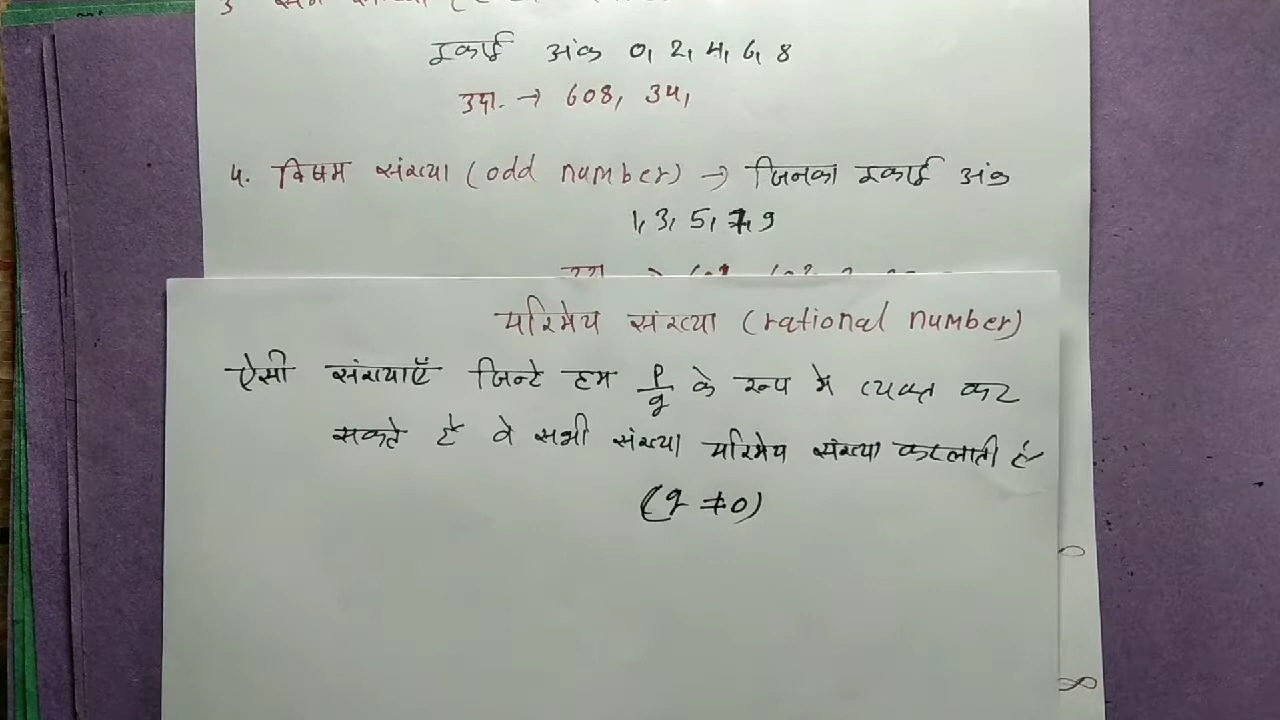 इकाई अंक 0, 2, 4, 6, 8
उदा. → 608, 34,
4. विषम संख्या (odd number) → जिनका इकाई अंक
1, 3, 5, 7, 9
परिमेय संख्या (rational number)
ऐसी संख्याएँ जिन्हे हम p/q के रूप मे व्यक्त कर
सकते है वे सभी संख्या परिमेय संख्या कहलाती है
(q ≠ 0)